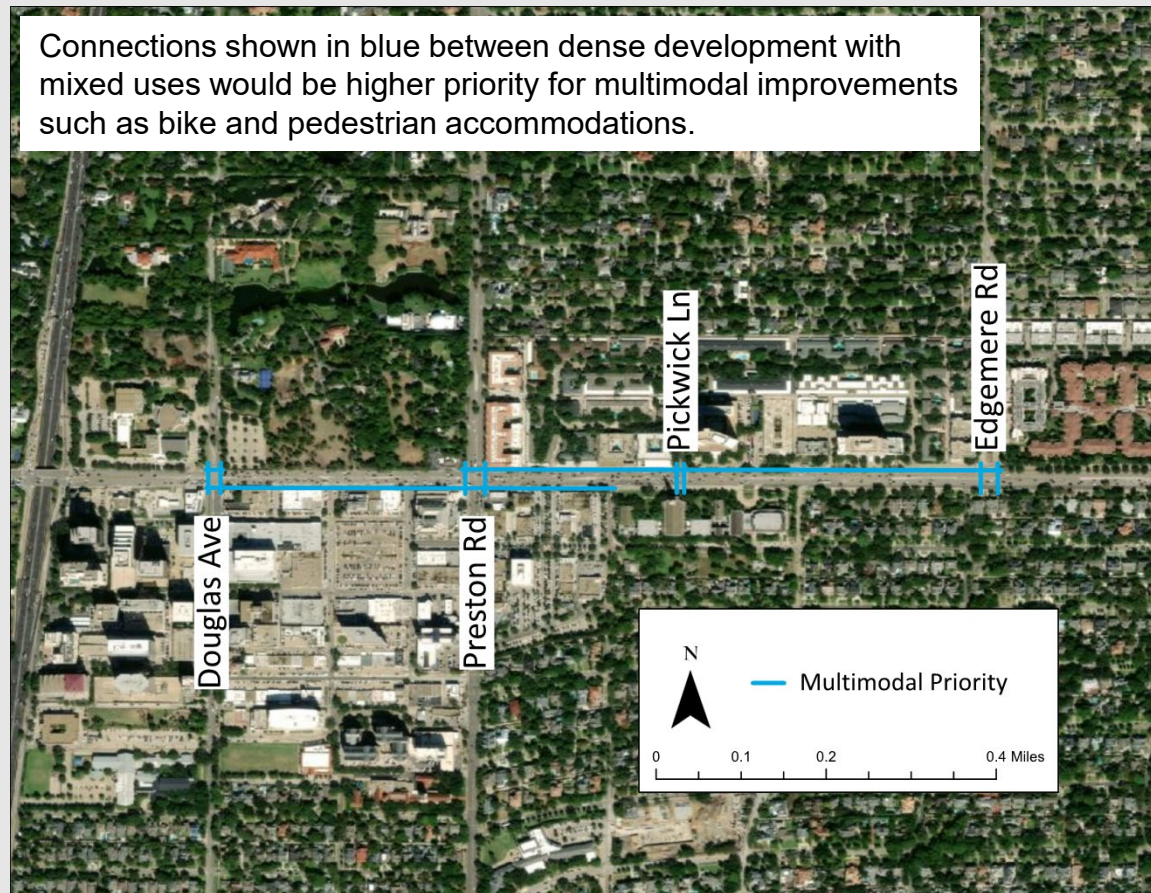 Connections shown in blue between dense development with
mixed uses would be higher priority for multimodal improvements
such as bike and pedestrian accommodations.
Douglas Ave
Preston Rd
Pickwick Ln
Edgemere Rd
N
Multimodal Priority
0 0.1 0.2 0.4 Miles